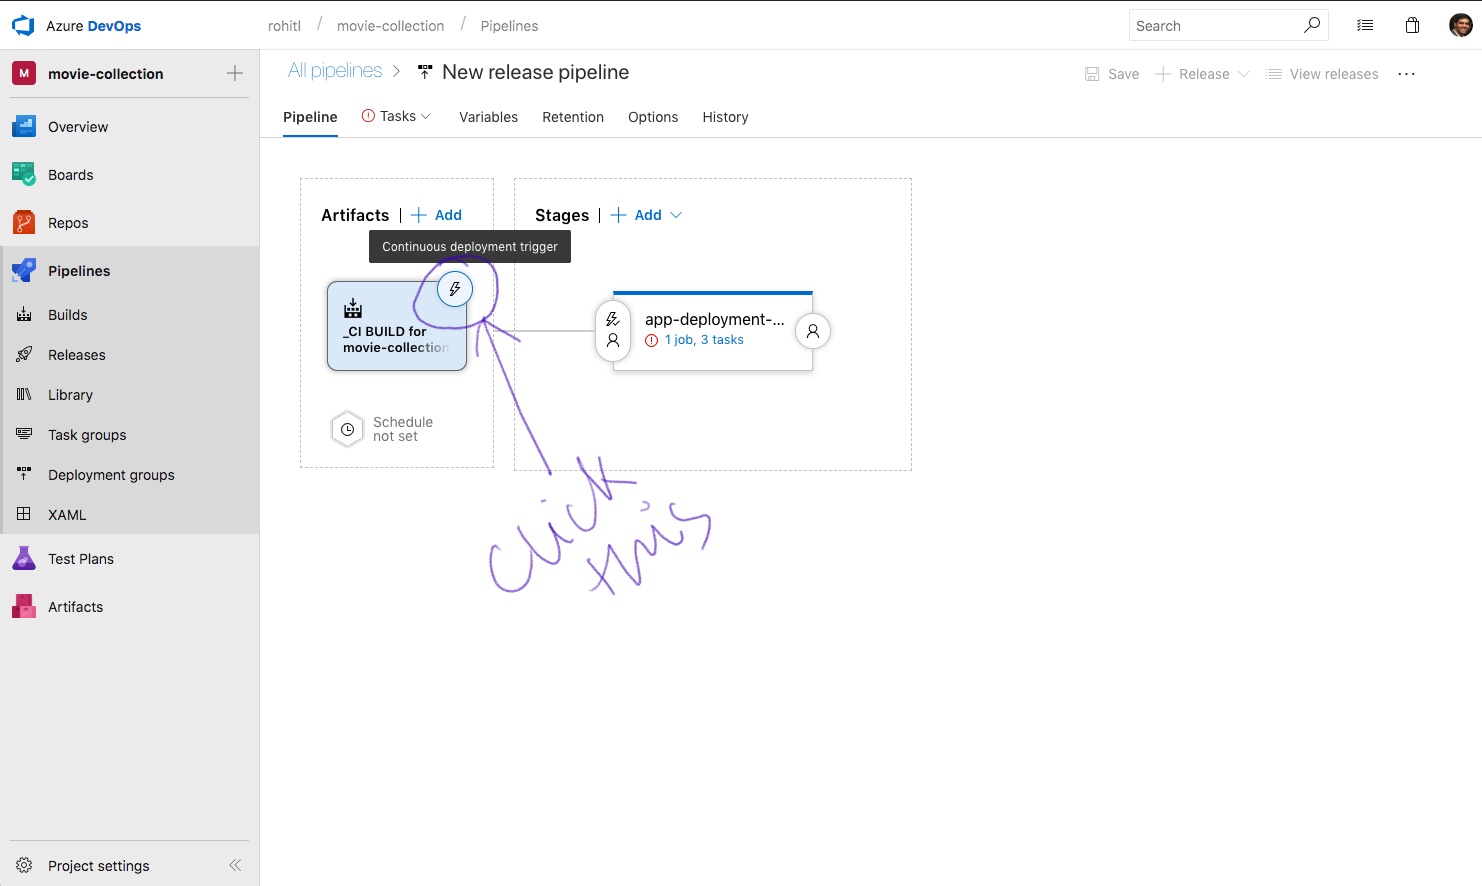 Azure DevOps
rohitl / movie-collection / Pipelines
Search
M movie-collection
Overview
Boards
Repos
Pipelines
Builds
Releases
Library
Task groups
Deployment groups
XAML
Test Plans
Artifacts
Project settings
All pipelines > New release pipeline
Save
Release
View releases
Pipeline
Tasks
Variables
Retention
Options
History
Artifacts | + Add
Continuous deployment trigger
_CI BUILD for
movie-collection
Schedule
not set
Stages | + Add
app-deployment-...
1 job, 3 tasks
click
this